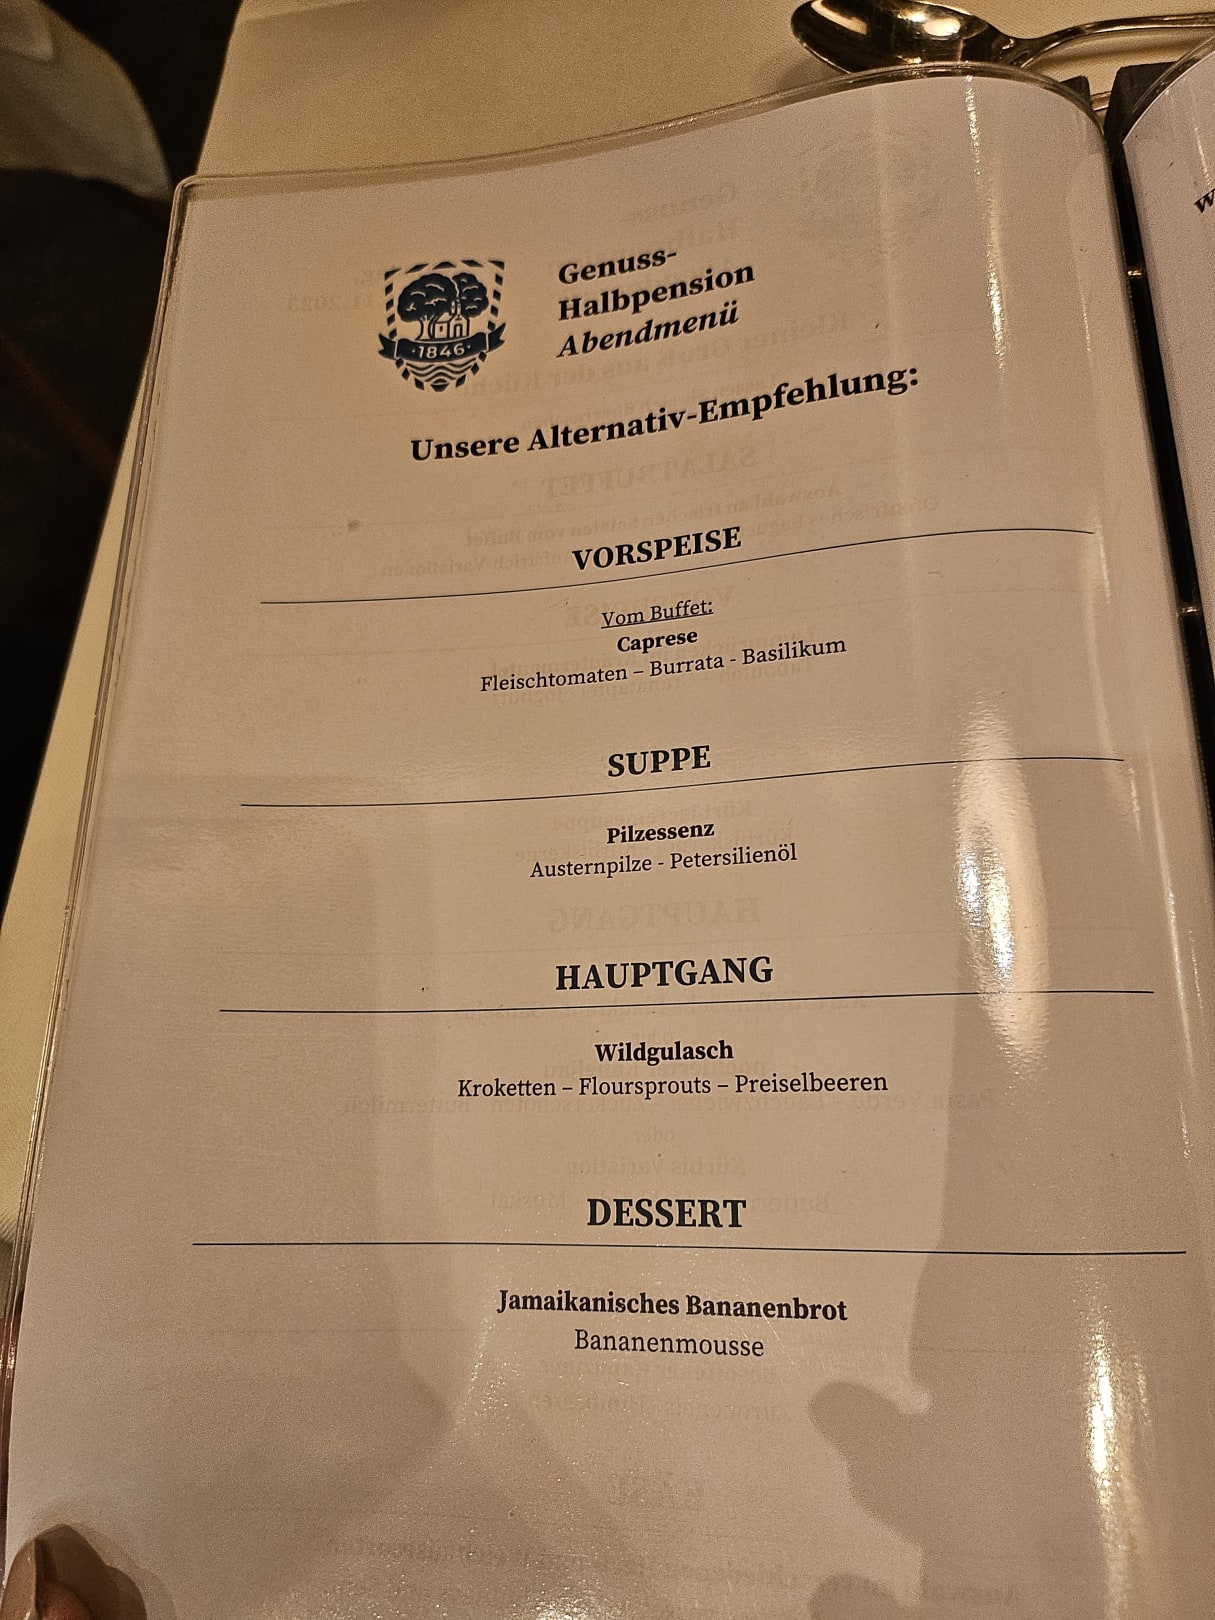 1846
Genuss-
Halbpension
Abendmenü
Unsere Alternativ-Empfehlung:
VORSPEISE
Vom Buffet:
Caprese
Fleischtomaten – Burrata - Basilikum
SUPPE
Pilzessenz
Austernpilze - Petersilienöl
HAUPTGANG
Wildgulasch
Kroketten – Floursprouts – Preiselbeeren
DESSERT
Jamaikanisches Bananenbrot
Bananenmousse